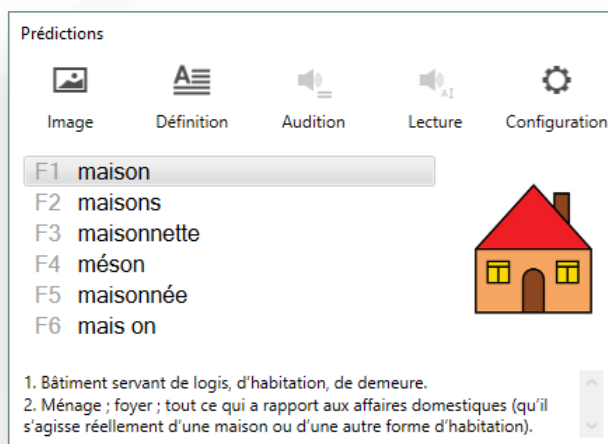 Prédictions
Image Définition Audition Lecture Configuration
F1 maison
F2 maisons
F3 maisonnette
F4 méson
F5 maisonnée
F6 mais on
1. Bâtiment servant de logis, d'habitation, de demeure.
2. Ménage ; foyer ; tout ce qui a rapport aux affaires domestiques (qu'il
s'agisse réellement d'une maison ou d'une autre forme d'habitation).